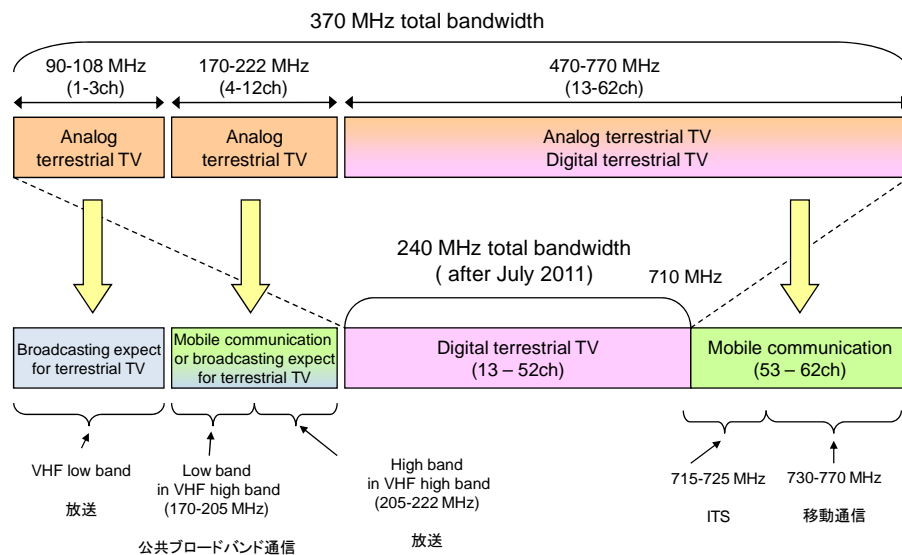 370 MHz total bandwidth
90-108 MHz
(1-3ch)
170-222 MHz
(4-12ch)
470-770 MHz
(13-62ch)
Analog
terrestrial TV
Analog
terrestrial TV
Analog terrestrial TV
Digital terrestrial TV
240 MHz total bandwidth
( after July 2011)
710 MHz
Broadcasting expect
for terrestrial TV
Mobile communication
or broadcasting expect
for terrestrial TV
Digital terrestrial TV
(13 – 52ch)
Mobile communication
(53 – 62ch)
VHF low band
放送
Low band
in VHF high band
(170-205 MHz)
公共ブロードバンド通信
High band
in VHF high band
(205-222 MHz)
放送
715-725 MHz
ITS
730-770 MHz
移動通信